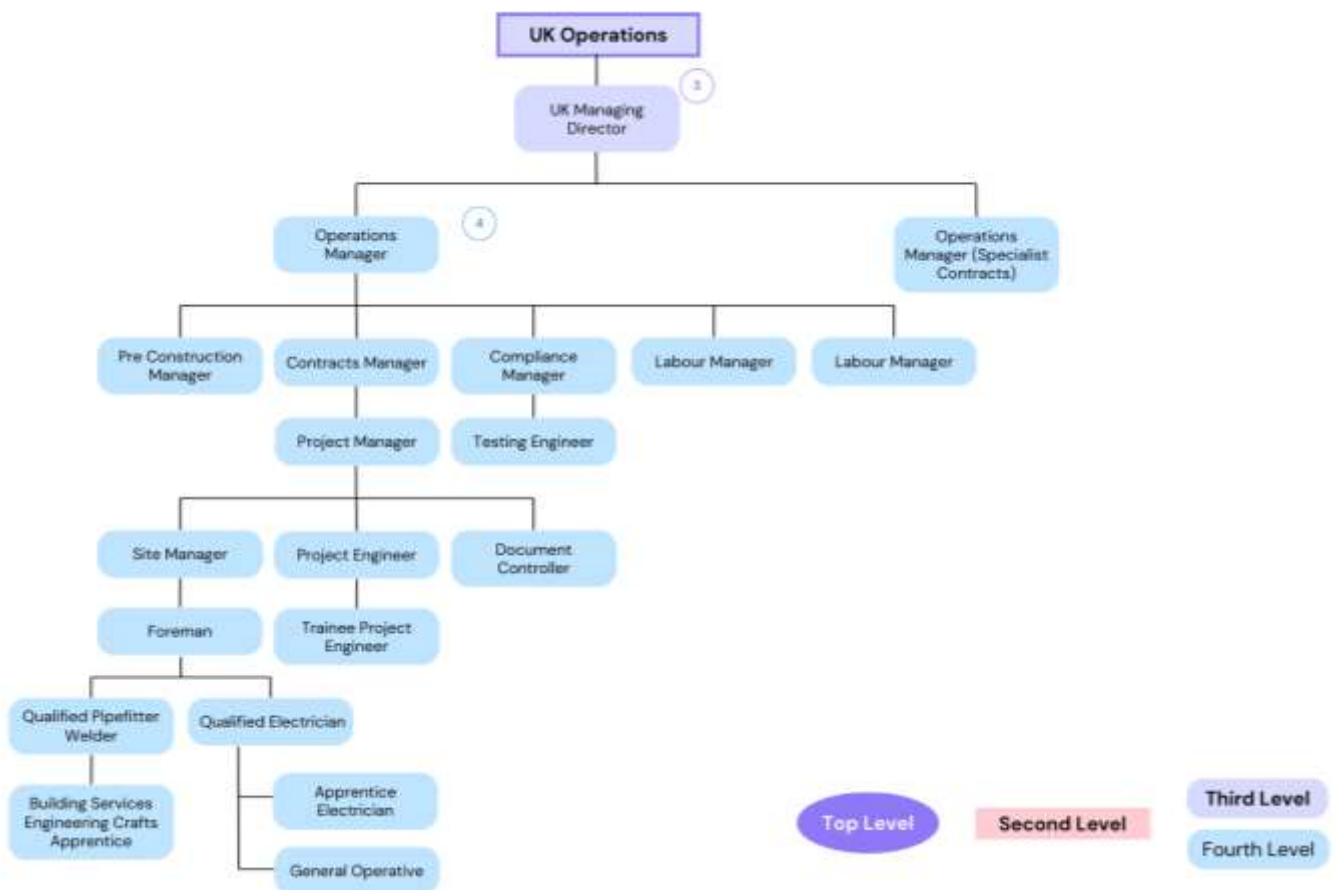 UK Operations
3
UK Managing
Director
4
Operations
Manager
Operations
Manager (Specialist
Contracts)
Pre Construction
Manager
Contracts Manager
Compliance
Manager
Labour Manager
Labour Manager
Project Manager
Testing Engineer
Site Manager
Project Engineer
Document
Controller
Foreman
Trainee Project
Engineer
Qualified Pipefitter
Welder
Qualified Electrician
Building Services
Engineering Crafts
Apprentice
Apprentice
Electrician
General Operative
Top Level
Second Level
Third Level
Fourth Level